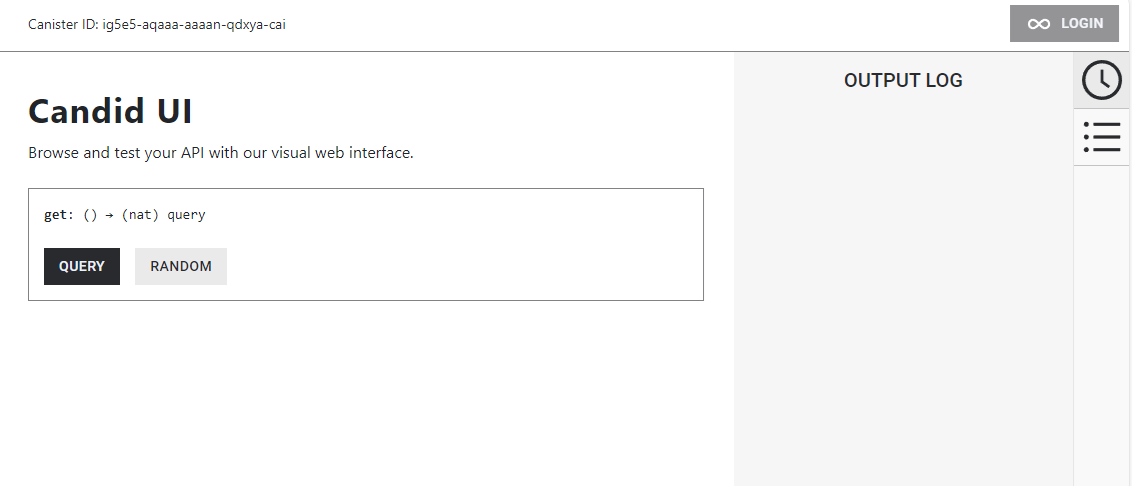 Canister ID: ig5e5-aqaaa-aaaan-qdxya-cai
LOGIN
Candid UI
Browse and test your API with our visual web interface.
get: () → (nat) query
QUERY
RANDOM
OUTPUT LOG